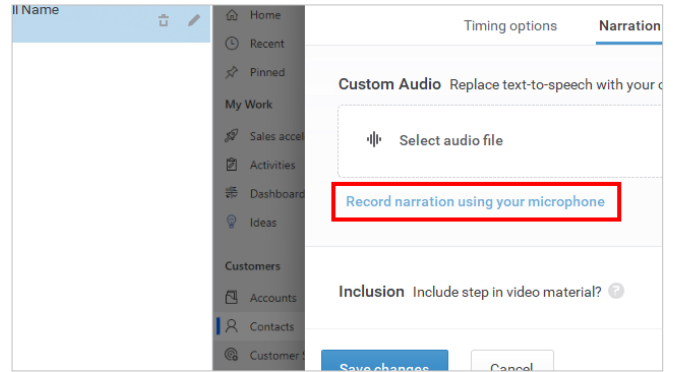 ll Name
Home
Recent
Pinned
My Work
Sales accel
Activities
Dashboard
Ideas
Customers
Accounts
Contacts
Customer S
Timing options
Narration
Custom Audio Replace text-to-speech with your c
Select audio file
Record narration using your microphone
Inclusion Include step in video material? ?
Save changes
Cancel